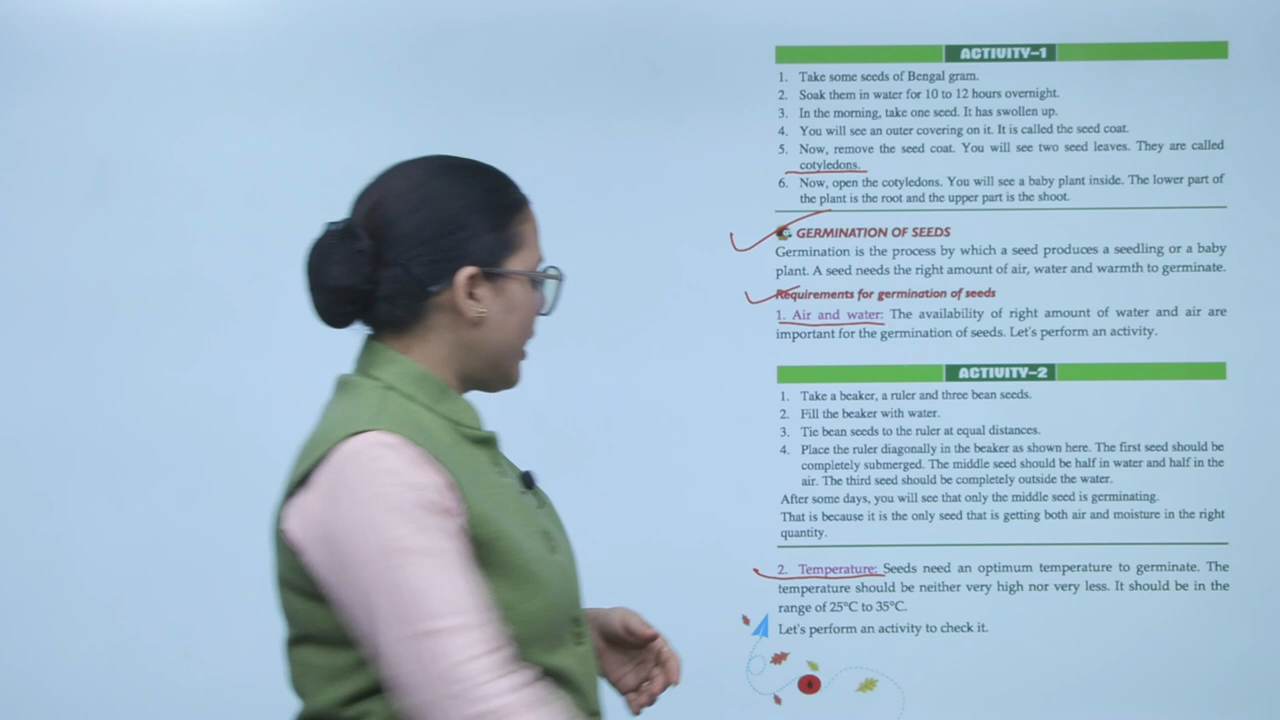 ACTIVITY–1
1. Take some seeds of Bengal gram.
2. Soak them in water for 10 to 12 hours overnight.
3. In the morning, take one seed. It has swollen up.
4. You will see an outer covering on it. It is called the seed coat.
5. Now, remove the seed coat. You will see two seed leaves. They are called
cotyledons.
6. Now, open the cotyledons. You will see a baby plant inside. The lower part of
the plant is the root and the upper part is the shoot.
GERMINATION OF SEEDS
Germination is the process by which a seed produces a seedling or a baby
plant. A seed needs the right amount of air, water and warmth to germinate.
Requirements for germination of seeds
1. Air and water: The availability of right amount of water and air are
important for the germination of seeds. Let's perform an activity.
ACTIVITY–2
1. Take a beaker, a ruler and three bean seeds.
2. Fill the beaker with water.
3. Tie bean seeds to the ruler at equal distances.
4. Place the ruler diagonally in the beaker as shown here. The first seed should be
completely submerged. The middle seed should be half in water and half in the
air. The third seed should be completely outside the water.
After some days, you will see that only the middle seed is germinating.
That is because it is the only seed that is getting both air and moisture in the right
quantity.
2. Temperature: Seeds need an optimum temperature to germinate. The
temperature should be neither very high nor very less. It should be in the
range of 25°C to 35°C.
Let's perform an activity to check it.